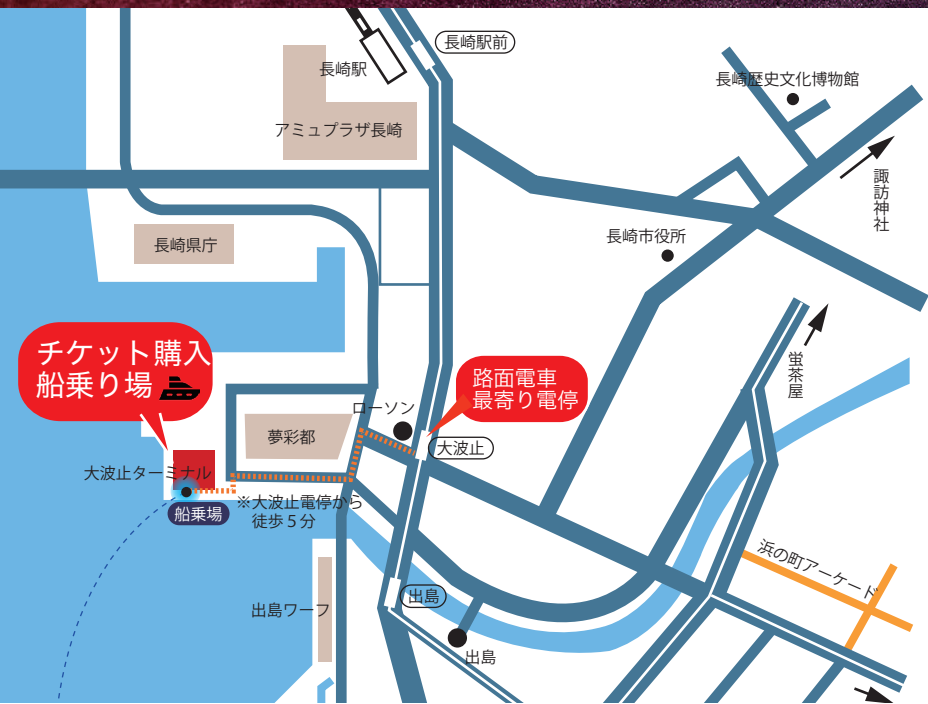 長崎駅前
長崎駅
長崎歴史文化博物館
アミュプラザ長崎
諏訪神社
長崎市役所
長崎県庁
チケット購入
船乗り場
蛍茶屋
路面電車
最寄り電停
ローソン
夢彩都
大波止
大波止ターミナル
船乗場
※大波止電停から
徒歩5分
浜の町アーケード
出島
出島ワーフ
出島